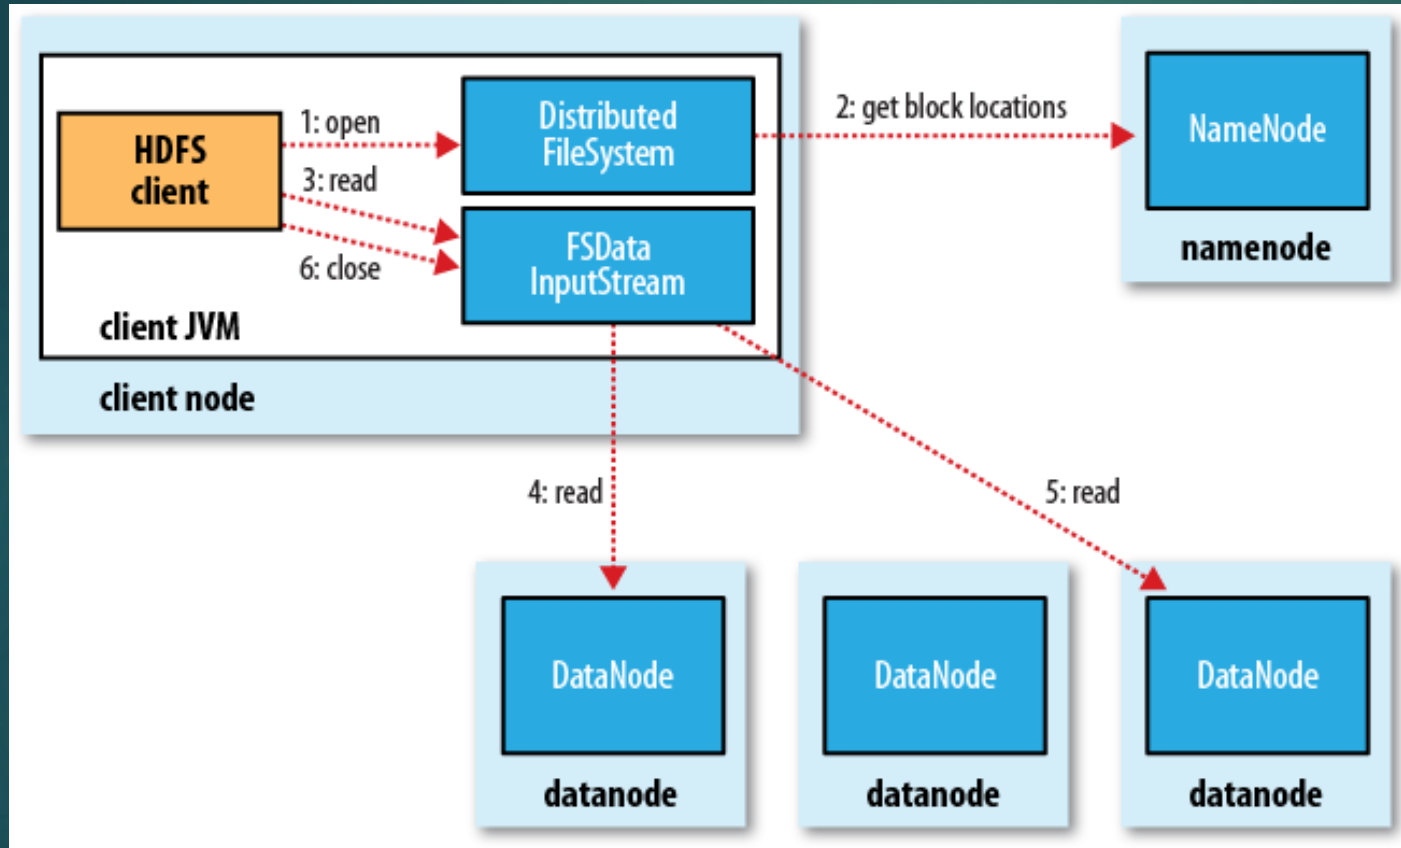 1: open
Distributed
FileSystem
2: get block locations
NameNode
namenode
HDFS
client
3: read
6: close
FSData
InputStream
client JVM
client node
4: read
5: read
DataNode
datanode
DataNode
datanode
DataNode
datanode